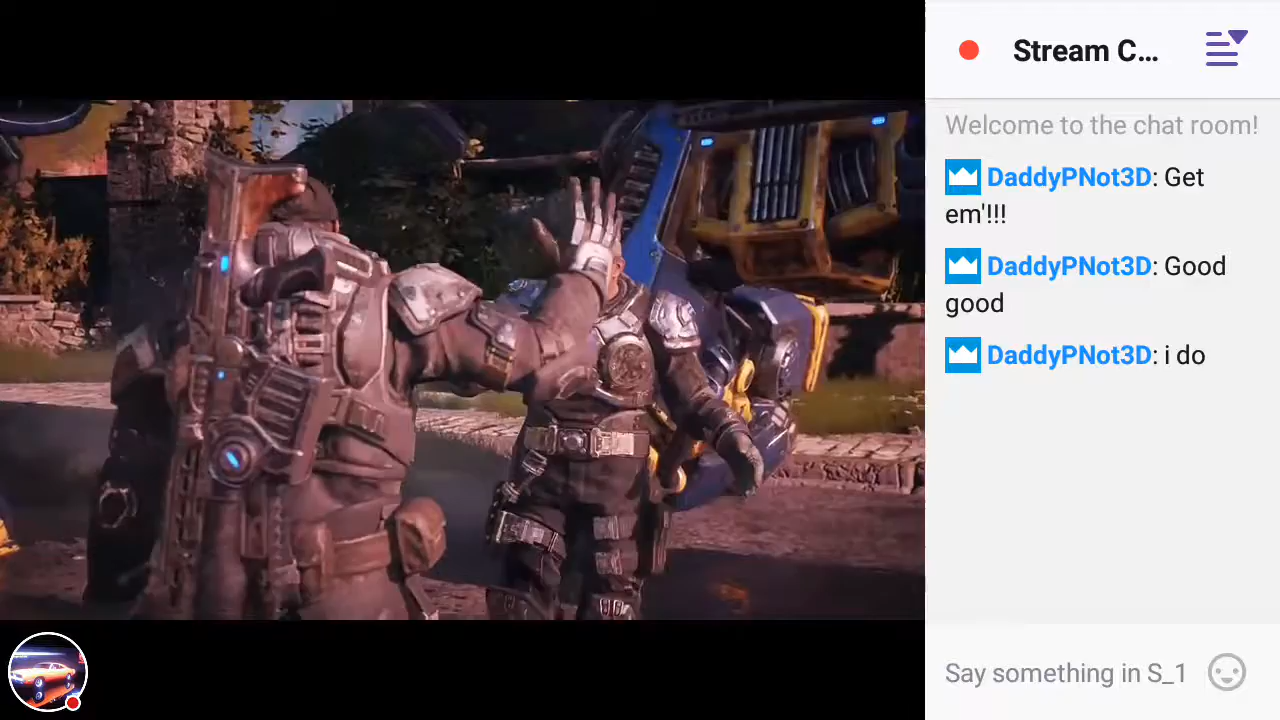 Stream C...
Welcome to the chat room!
DaddyPNot3D: Get
em'!!!
DaddyPNot3D: Good
good
DaddyPNot3D: i do
Say something in S_1